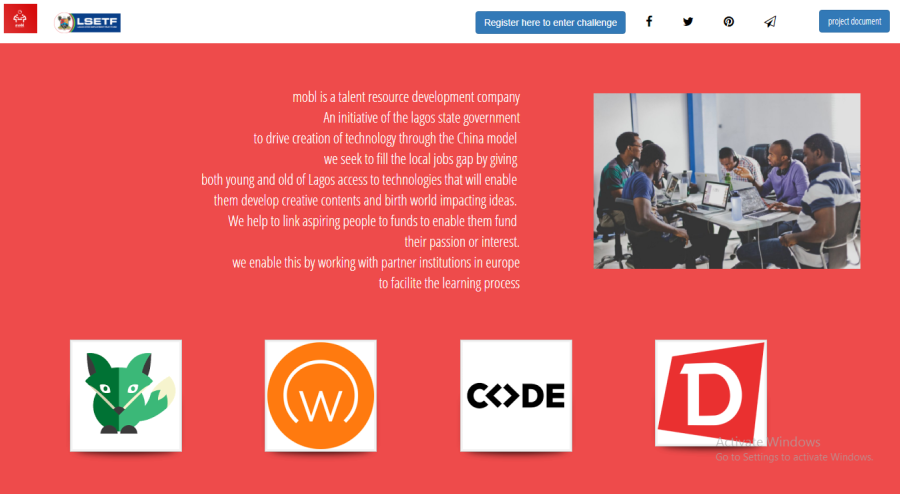 LSETF
Register here to enter challenge
project document
mobl is a talent resource development company
An initiative of the lagos state government
to drive creation of technology through the China model
we seek to fill the local jobs gap by giving
both young and old of Lagos access to technologies that will enable
them develop creative contents and birth world impacting ideas.
We help to link aspiring people to funds to enable them fund
their passion or interest.
we enable this by working with partner institutions in europe
to facilite the learning process
W
C<>DE
D
Activate Windows
Go to Settings to activate Windows.